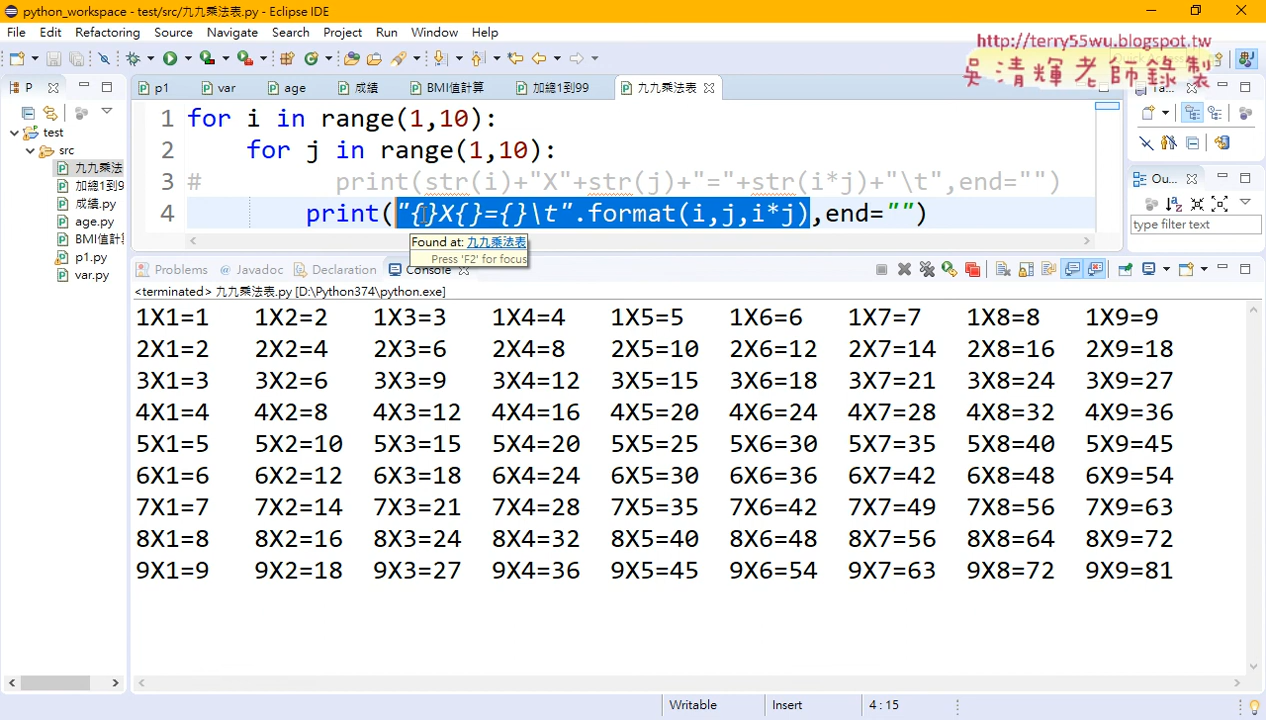 python_workspace - test/src/九九乘法表.py - Eclipse IDE
File Edit Refactoring Source Navigate Search Project Run Window Help
http://terry55wu.blogspot.tw
吳清輝老師錄製
P
p1 var age 成績 BMI值計算 加總1到99 九九乘法表
test
src
九九乘法
加總1到9
成績.py
age.py
BMI值計
p1.py
var.py
1 for i in range(1,10):
2 for j in range(1,10):
3 # print(str(i)+"X"+str(j)+"="+str(i*j)+"\t",end="")
4 print("{}X{}={}\t".format(i,j,i*j),end="")
Found at: 九九乘法表
Press 'F2' for focus
Ta...
Ou...
type filter text
Problems @ Javadoc Declaration Console
<terminated> 九九乘法表.py [D:\Python374\python.exe]
1X1=1 1X2=2 1X3=3 1X4=4 1X5=5 1X6=6 1X7=7 1X8=8 1X9=9
2X1=2 2X2=4 2X3=6 2X4=8 2X5=10 2X6=12 2X7=14 2X8=16 2X9=18
3X1=3 3X2=6 3X3=9 3X4=12 3X5=15 3X6=18 3X7=21 3X8=24 3X9=27
4X1=4 4X2=8 4X3=12 4X4=16 4X5=20 4X6=24 4X7=28 4X8=32 4X9=36
5X1=5 5X2=10 5X3=15 5X4=20 5X5=25 5X6=30 5X7=35 5X8=40 5X9=45
6X1=6 6X2=12 6X3=18 6X4=24 6X5=30 6X6=36 6X7=42 6X8=48 6X9=54
7X1=7 7X2=14 7X3=21 7X4=28 7X5=35 7X6=42 7X7=49 7X8=56 7X9=63
8X1=8 8X2=16 8X3=24 8X4=32 8X5=40 8X6=48 8X7=56 8X8=64 8X9=72
9X1=9 9X2=18 9X3=27 9X4=36 9X5=45 9X6=54 9X7=63 9X8=72 9X9=81
Writable Insert 4 : 15